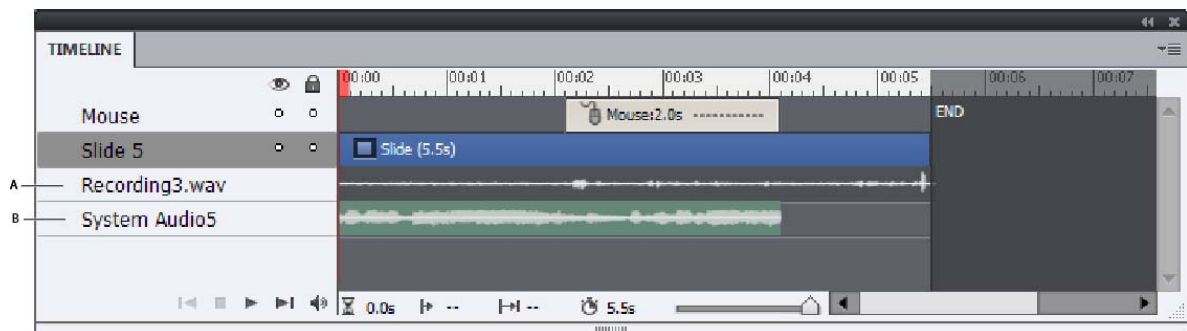 TIMELINE
00:00 00:01 00:02 00:03 00:04 00:05 00:06 00:07
Mouse
Mouse:2.0s
END
Slide 5
Slide (5.5s)
A
Recording3.wav
B
System Audio5
0.0s -- -- 5.5s